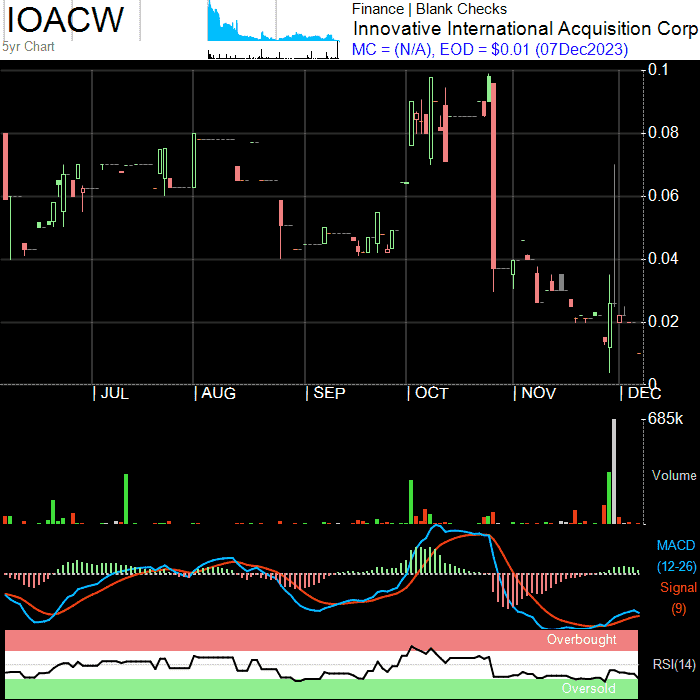 IOACW
5yr Chart
Finance | Blank Checks
Innovative International Acquisition Corp
MC = (N/A), EOD = $0.01 (07Dec2023)
0.1
0.08
0.06
0.04
0.02
0
| JUL
| AUG
| SEP
| OCT
| NOV
| DEC
685k
Volume
MACD
(12-26)
Signal
(9)
Overbought
RSI(14)
Oversold